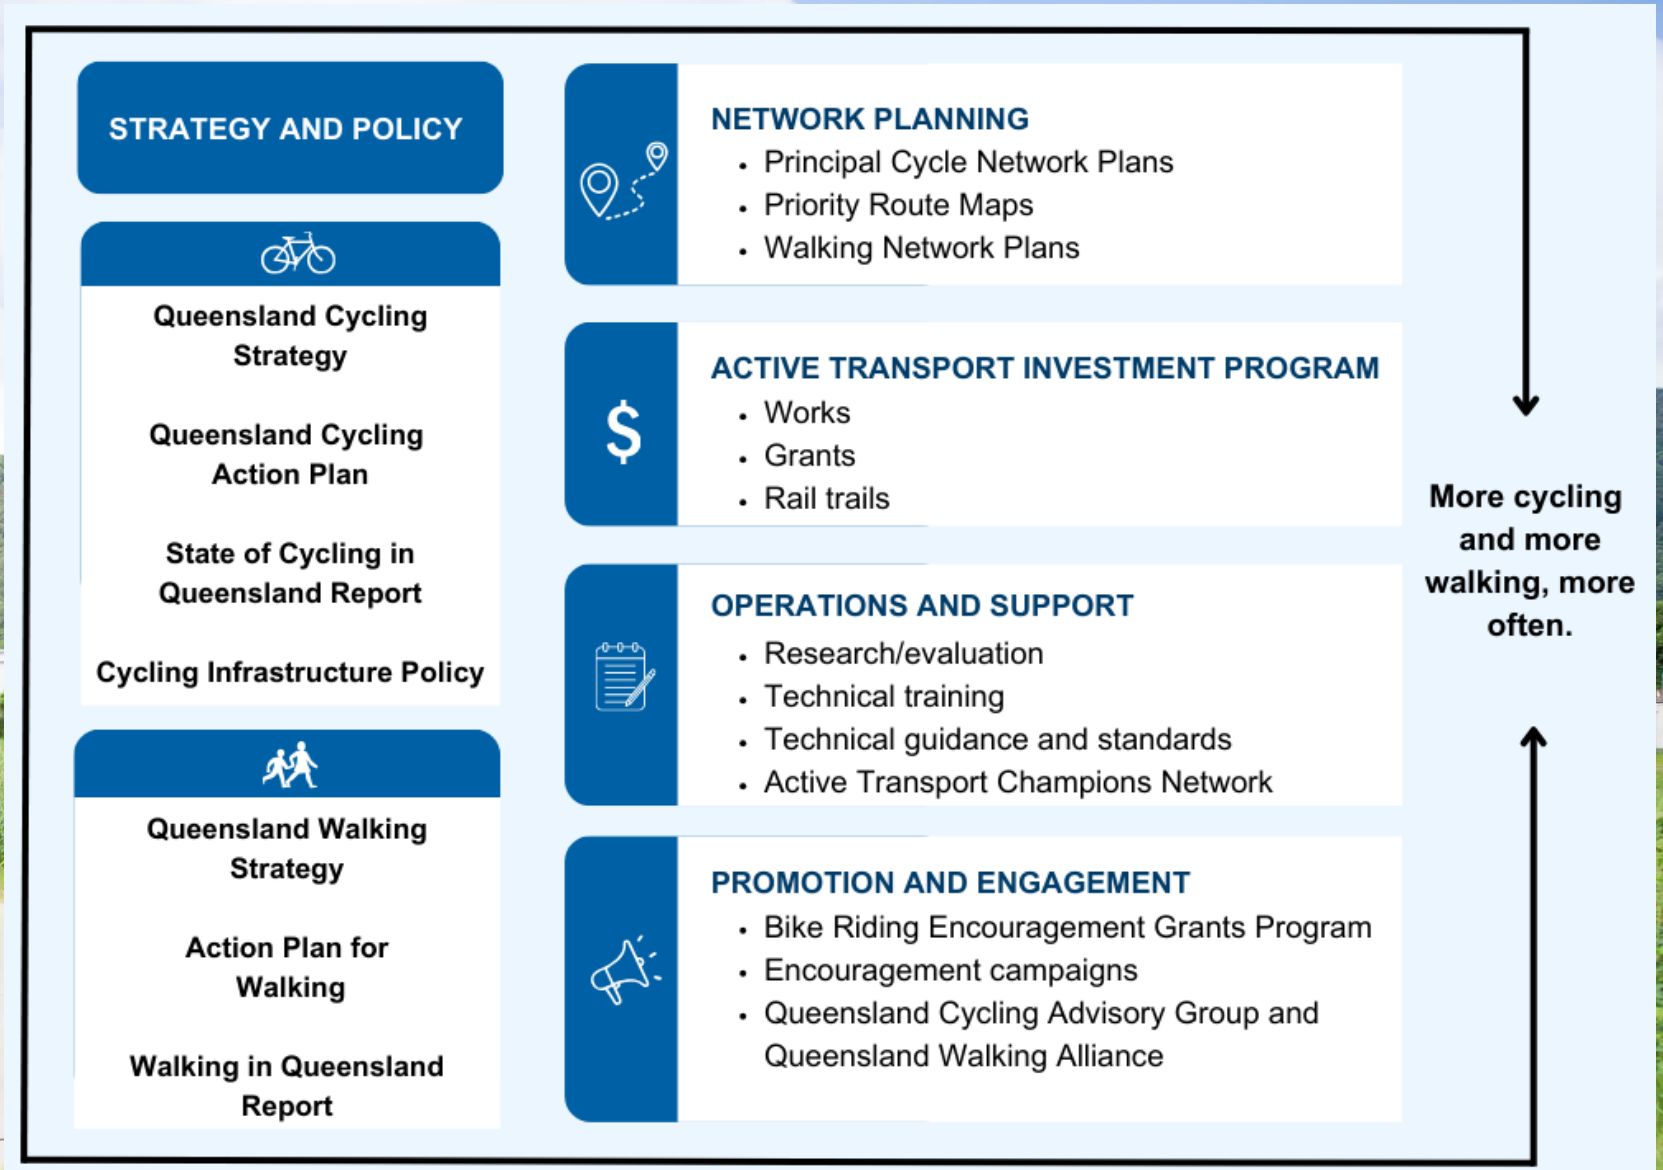 STRATEGY AND POLICY
Queensland Cycling
Strategy
Queensland Cycling
Action Plan
State of Cycling in
Queensland Report
Cycling Infrastructure Policy
Queensland Walking
Strategy
Action Plan for
Walking
Walking in Queensland
Report
NETWORK PLANNING
• Principal Cycle Network Plans
• Priority Route Maps
• Walking Network Plans
$
ACTIVE TRANSPORT INVESTMENT PROGRAM
• Works
• Grants
• Rail trails
OPERATIONS AND SUPPORT
• Research/evaluation
• Technical training
• Technical guidance and standards
• Active Transport Champions Network
PROMOTION AND ENGAGEMENT
• Bike Riding Encouragement Grants Program
• Encouragement campaigns
• Queensland Cycling Advisory Group and
Queensland Walking Alliance
More cycling
and more
walking, more
often.